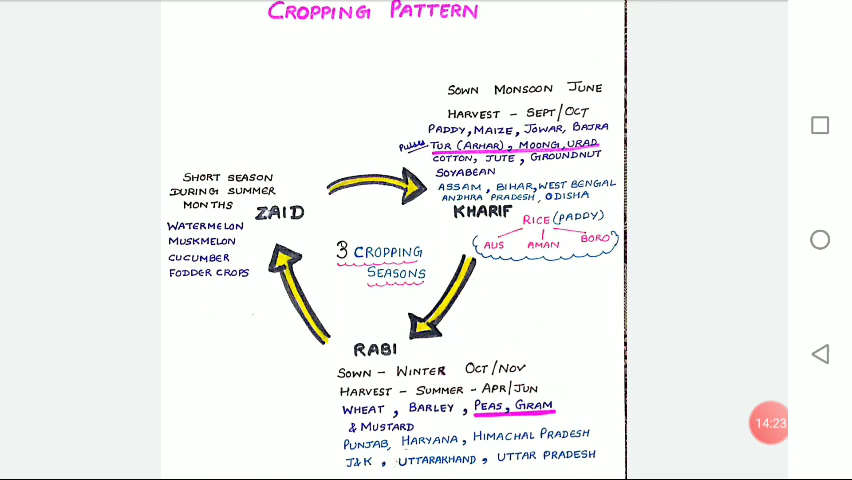 CROPPING PATTERN
SOWN MONSOON JUNE
HARVEST - SEPT/OCT
PADDY, MAIZE, JOWAR, BAJRA
Pulses TUR (ARHAR), MOONG, URAD
COTTON, JUTE, GROUNDNUT
SOYABEAN
ASSAM, BIHAR, WEST BENGAL
ANDHRA PRADESH, ODISHA
KHARIF
RICE (PADDY)
AUS AMAN BORO
SHORT SEASON
DURING SUMMER
MONTHS
ZAID
WATERMELON
MUSKMELON
CUCUMBER
FODDER CROPS
3 CROPPING
SEASONS
RABI
SOWN - WINTER OCT/NOV
HARVEST - SUMMER - APR/JUN
WHEAT, BARLEY, PEAS, GRAM
& MUSTARD
PUNJAB, HARYANA, HIMACHAL PRADESH
J&K, UTTARAKHAND, UTTAR PRADESH
14:23